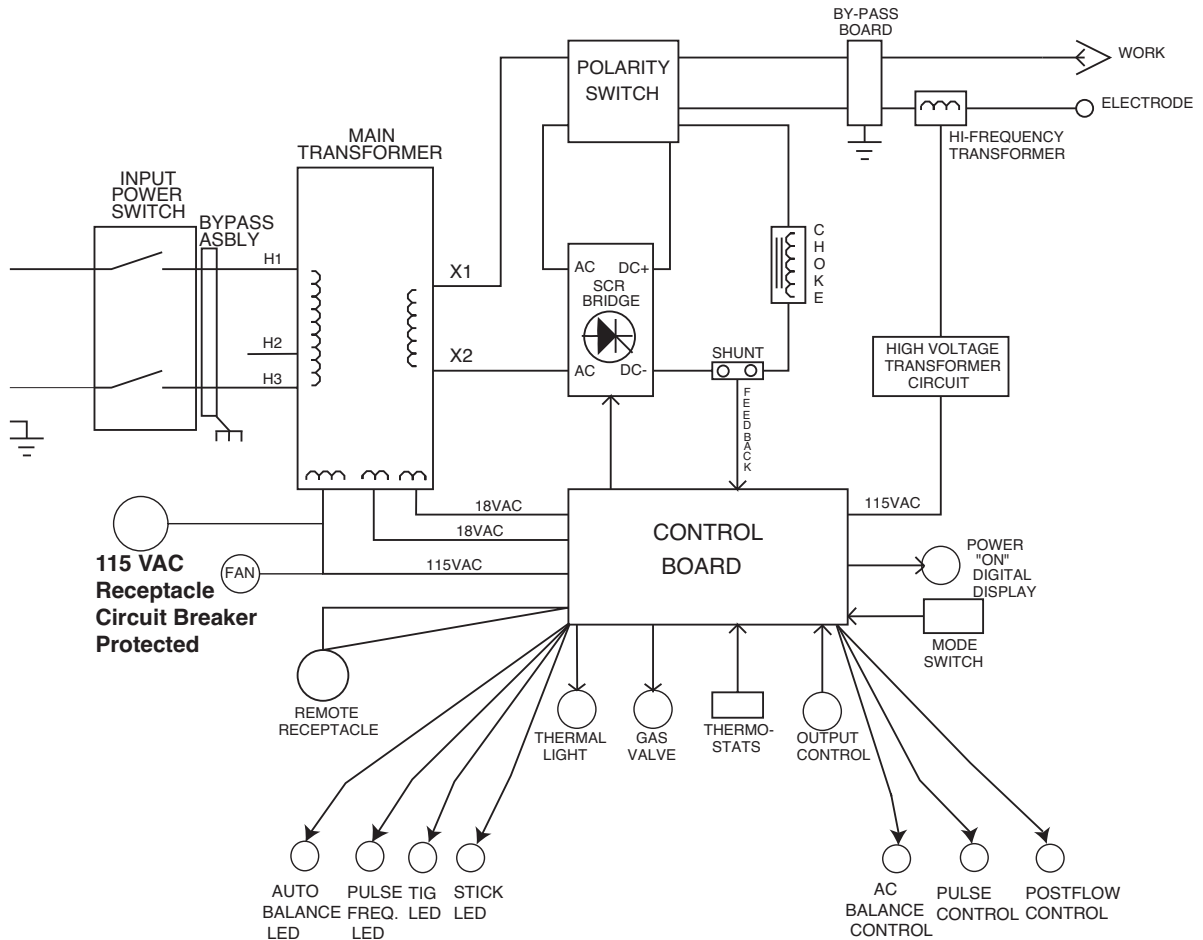 BY-PASS
BOARD
WORK
POLARITY
SWITCH
ELECTRODE
HI-FREQUENCY
TRANSFORMER
MAIN
TRANSFORMER
INPUT
POWER
SWITCH
BYPASS
ASBLY
H1
H2
H3
X1
X2
AC
DC+
SCR
BRIDGE
AC
DC-
CHOKE
SHUNT
FEEDBACK
HIGH VOLTAGE
TRANSFORMER
CIRCUIT
18VAC
18VAC
115VAC
115VAC
CONTROL
BOARD
115 VAC
Receptacle
Circuit Breaker
Protected
FAN
POWER
"ON"
DIGITAL
DISPLAY
MODE
SWITCH
REMOTE
RECEPTACLE
THERMAL
LIGHT
GAS
VALVE
THERMO-
STATS
OUTPUT
CONTROL
AUTO
BALANCE
LED
PULSE
FREQ.
LED
TIG
LED
STICK
LED
AC
BALANCE
CONTROL
PULSE
CONTROL
POSTFLOW
CONTROL